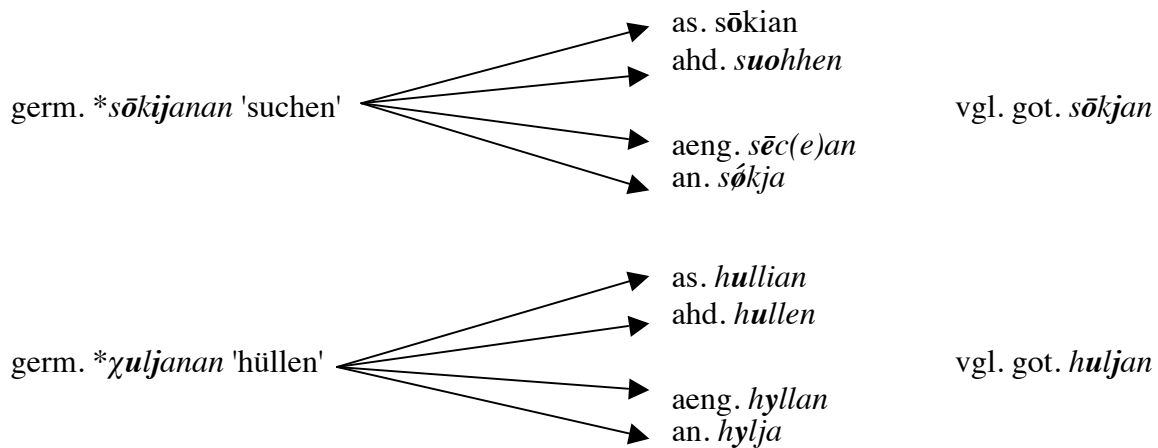 as. sōkian
ahd. suohhen
germ. *sōkijanan 'suchen'
vgl. got. sōkjan
aeng. sēc(e)an
an. sǿkja
as. hullian
ahd. hullen
germ. *χuljanan 'hüllen'
vgl. got. huljan
aeng. hyllan
an. hylja